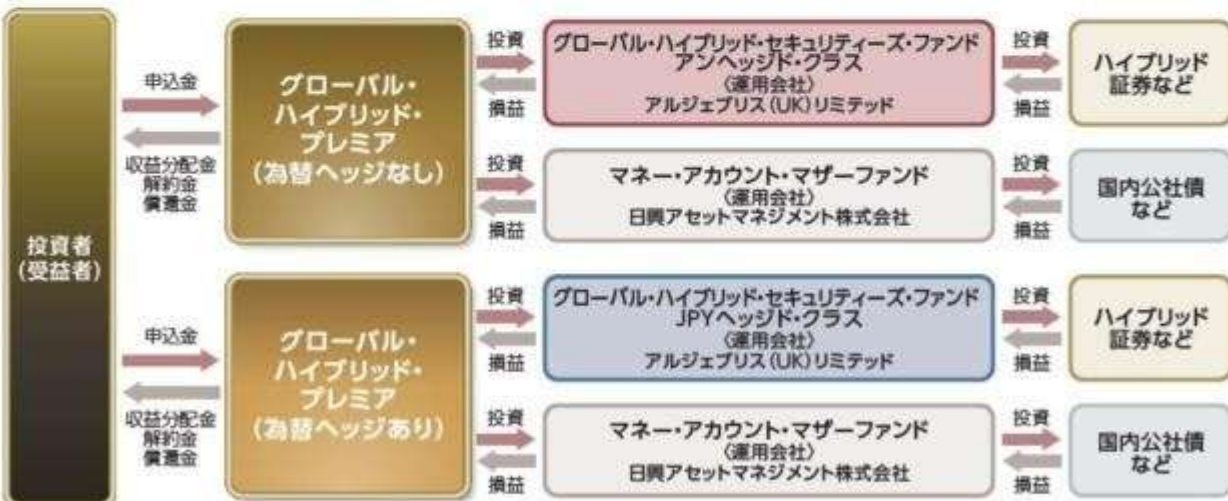 投資者
(受益者)
申込金
収益分配金
解約金
償還金
グローバル・
ハイブリッド・
プレミア
(為替ヘッジなし)
投資
損益
グローバル・ハイブリッド・セキュリティーズ・ファンド
アンヘッジド・クラス
〈運用会社〉
アルジェブリス(UK)リミテッド
投資
損益
ハイブリッド
証券など
投資
損益
マネー・アカウント・マザーファンド
〈運用会社〉
日興アセットマネジメント株式会社
投資
損益
国内公社債
など
申込金
収益分配金
解約金
償還金
グローバル・
ハイブリッド・
プレミア
(為替ヘッジあり)
投資
損益
グローバル・ハイブリッド・セキュリティーズ・ファンド
JPYヘッジド・クラス
〈運用会社〉
アルジェブリス(UK)リミテッド
投資
損益
ハイブリッド
証券など
投資
損益
マネー・アカウント・マザーファンド
〈運用会社〉
日興アセットマネジメント株式会社
投資
損益
国内公社債
など